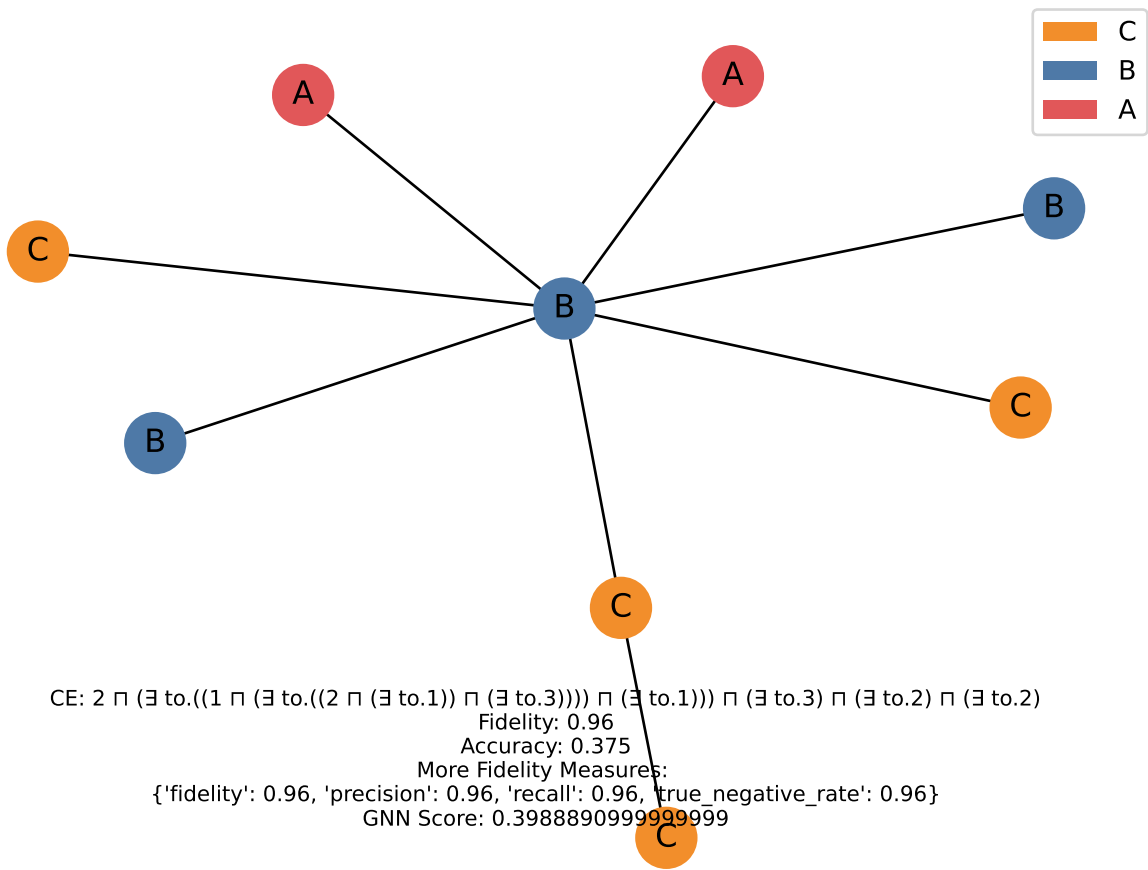 C
B
A
A
A
B
C
B
C
B
C
CE: 2 ⊓ (∃ to.((1 ⊓ (∃ to.((2 ⊓ (∃ to.1)) ⊓ (∃ to.3)))) ⊓ (∃ to.1))) ⊓ (∃ to.3) ⊓ (∃ to.2) ⊓ (∃ to.2)
Fidelity: 0.96
Accuracy: 0.375
More Fidelity Measures:
{'fidelity': 0.96, 'precision': 0.96, 'recall': 0.96, 'true_negative_rate': 0.96}
GNN Score: 0.3988890999999999
C